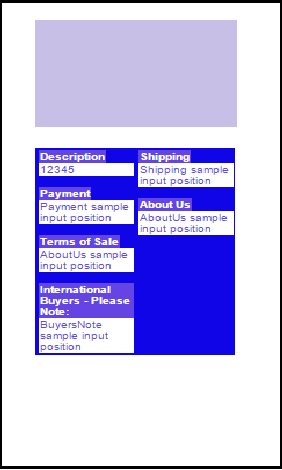 Description
12345
Payment
Payment sample
input position
Terms of Sale
AboutUs sample
input position
International
Buyers - Please
Note:
BuyersNote
sample input
position
Shipping
Shipping sample
input position
About Us
AboutUs sample
input position